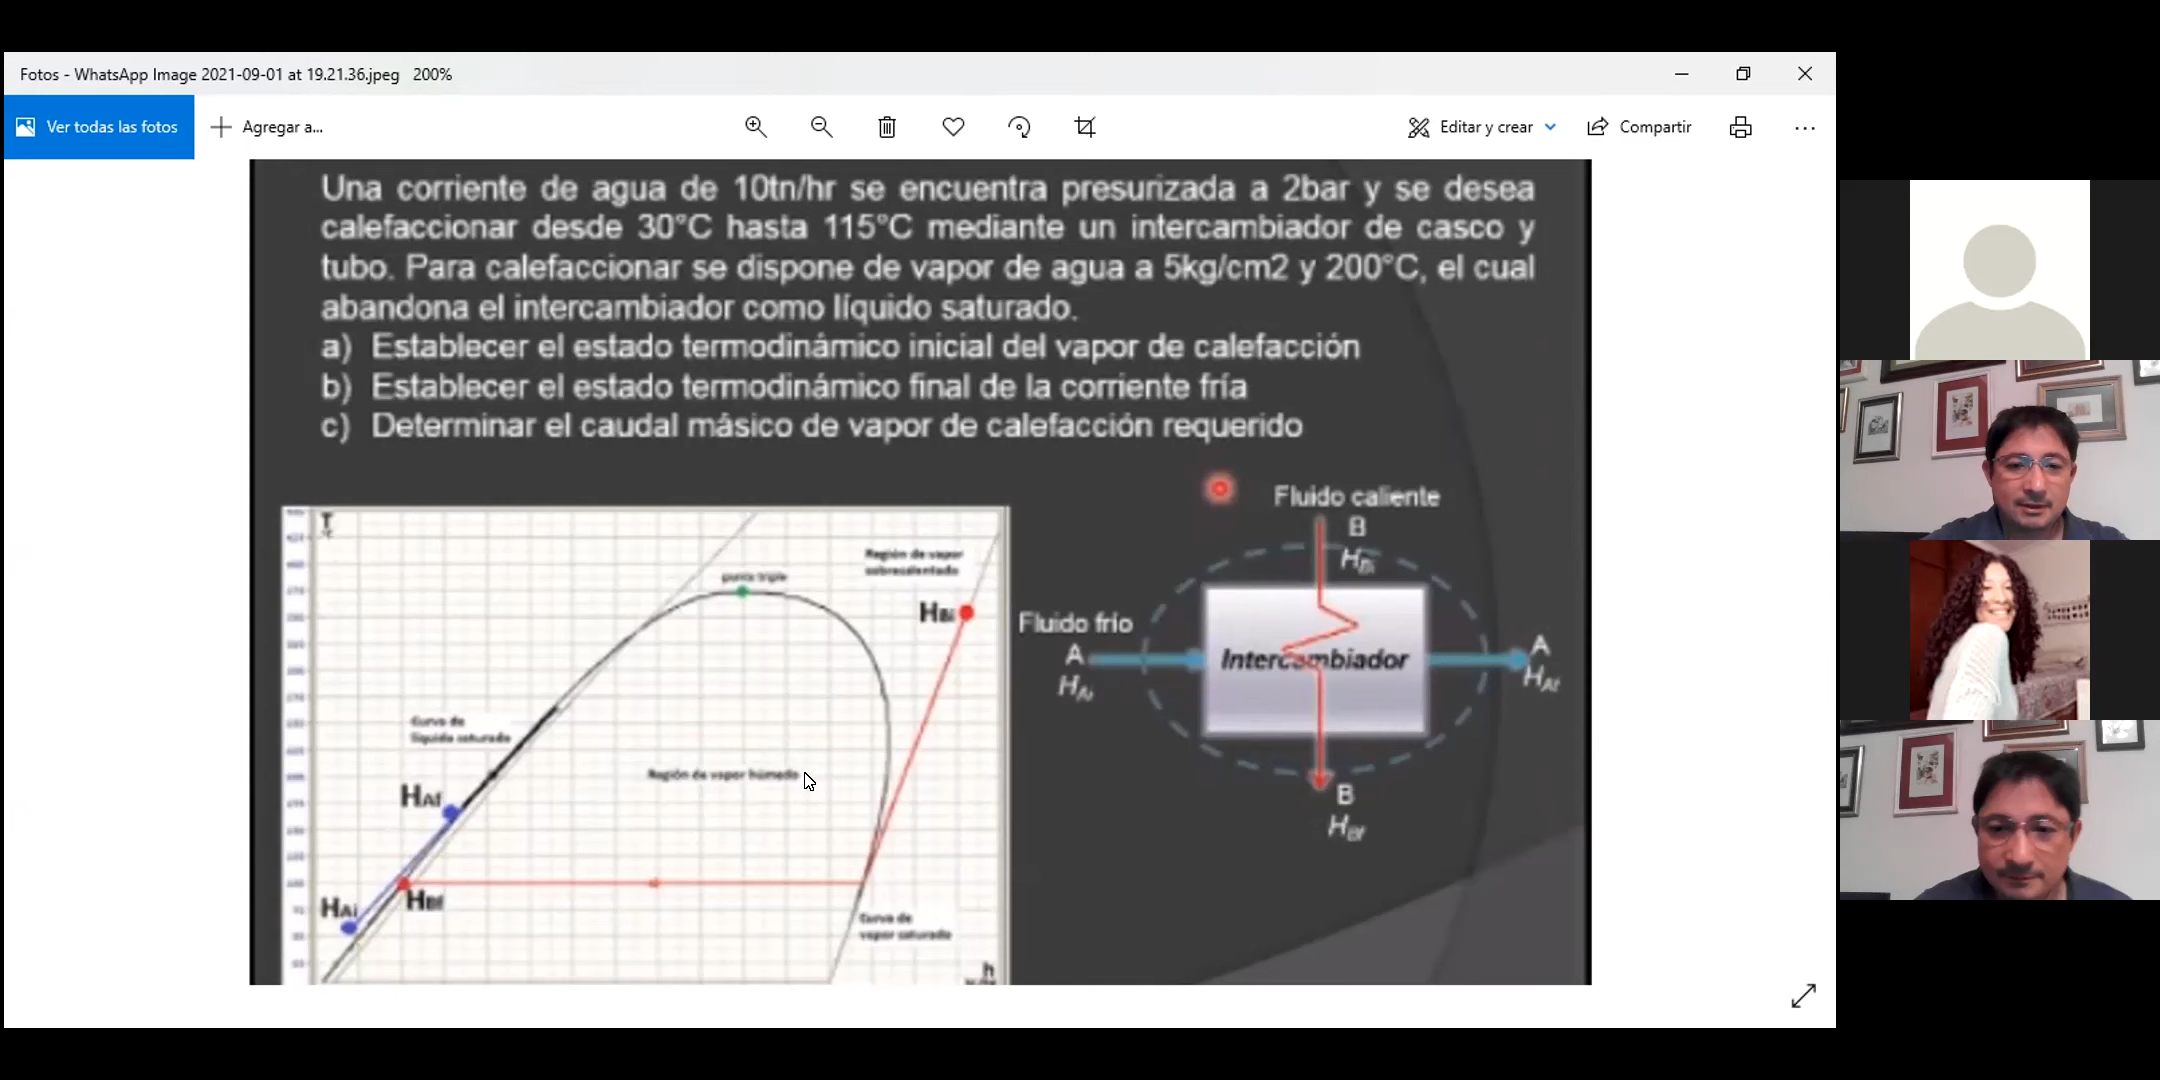 Fotos - WhatsApp Image 2021-09-01 at 19.21.36.jpeg 200%
Ver todas las fotos
Agregar a...
Editar y crear
Compartir
Una corriente de agua de 10tn/hr se encuentra presurizada a 2bar y se desea
calefaccionar desde 30°C hasta 115°C mediante un intercambiador de casco y
tubo. Para calefaccionar se dispone de vapor de agua a 5kg/cm2 y 200°C, el cual
abandona el intercambiador como líquido saturado.
a) Establecer el estado termodinámico inicial del vapor de calefacción
b) Establecer el estado termodinámico final de la corriente fría
c) Determinar el caudal másico de vapor de calefacción requerido
T
punto triple
Región de vapor
sobrecalentado
HBi
Curva de
líquido saturado
Región de vapor húmedo
HAf
HAi
HBf
Curva de
vapor saturado
h
Fluido caliente
B
HBi
Fluido frío
A
HAi
Intercambiador
A
HAf
B
HBf